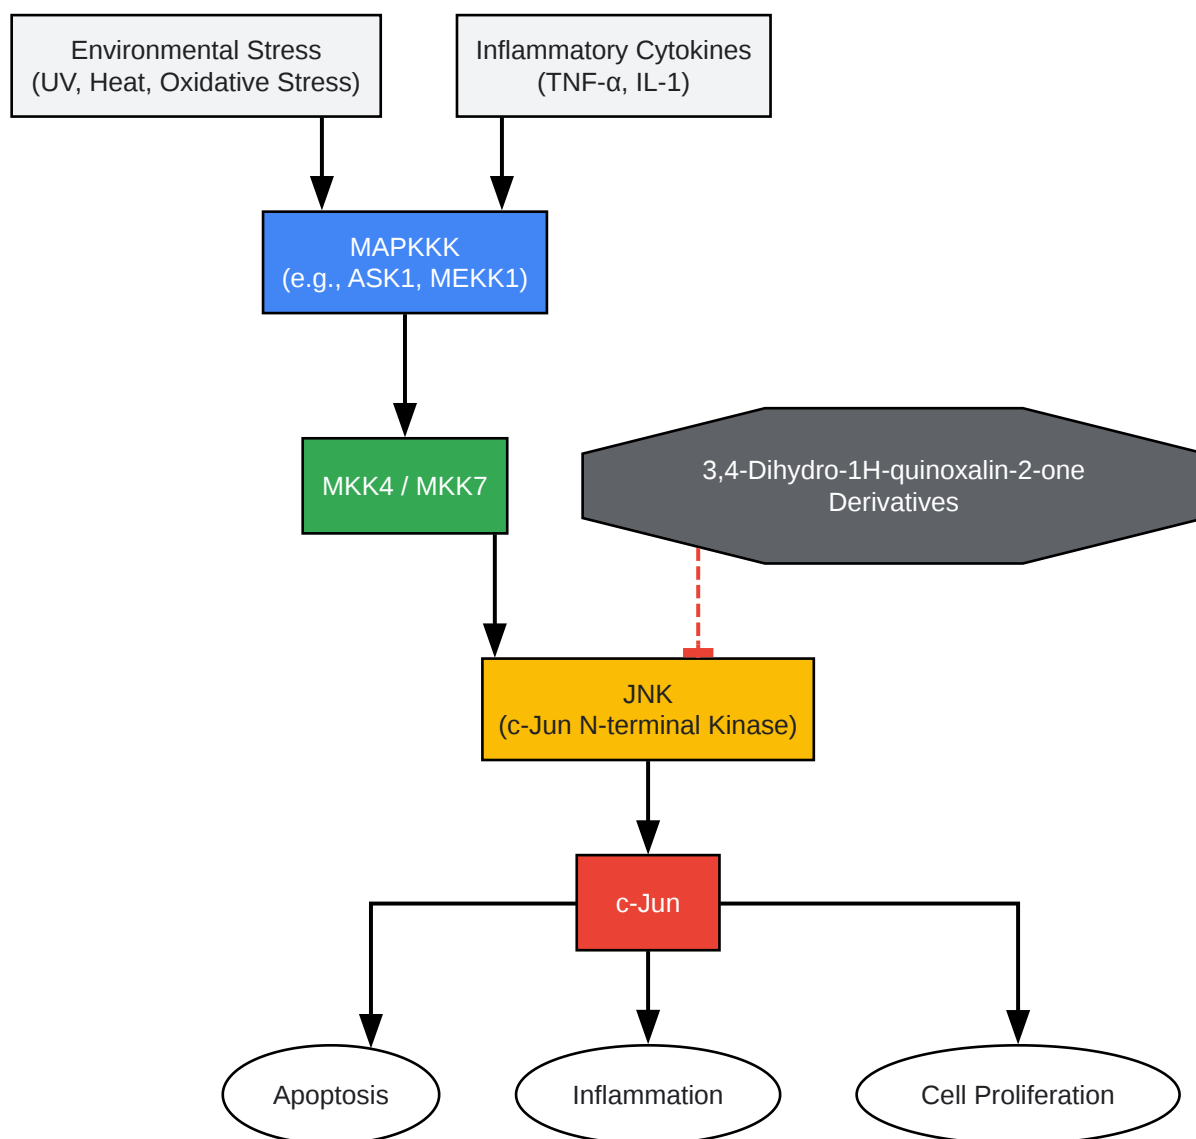 Environmental Stress
(UV, Heat, Oxidative Stress)
Inflammatory Cytokines
(TNF-α, IL-1)
MAPKKK
(e.g., ASK1, MEKK1)
MKK4 / MKK7
3,4-Dihydro-1H-quinoxalin-2-one
Derivatives
JNK
(c-Jun N-terminal Kinase)
c-Jun
Apoptosis
Inflammation
Cell Proliferation